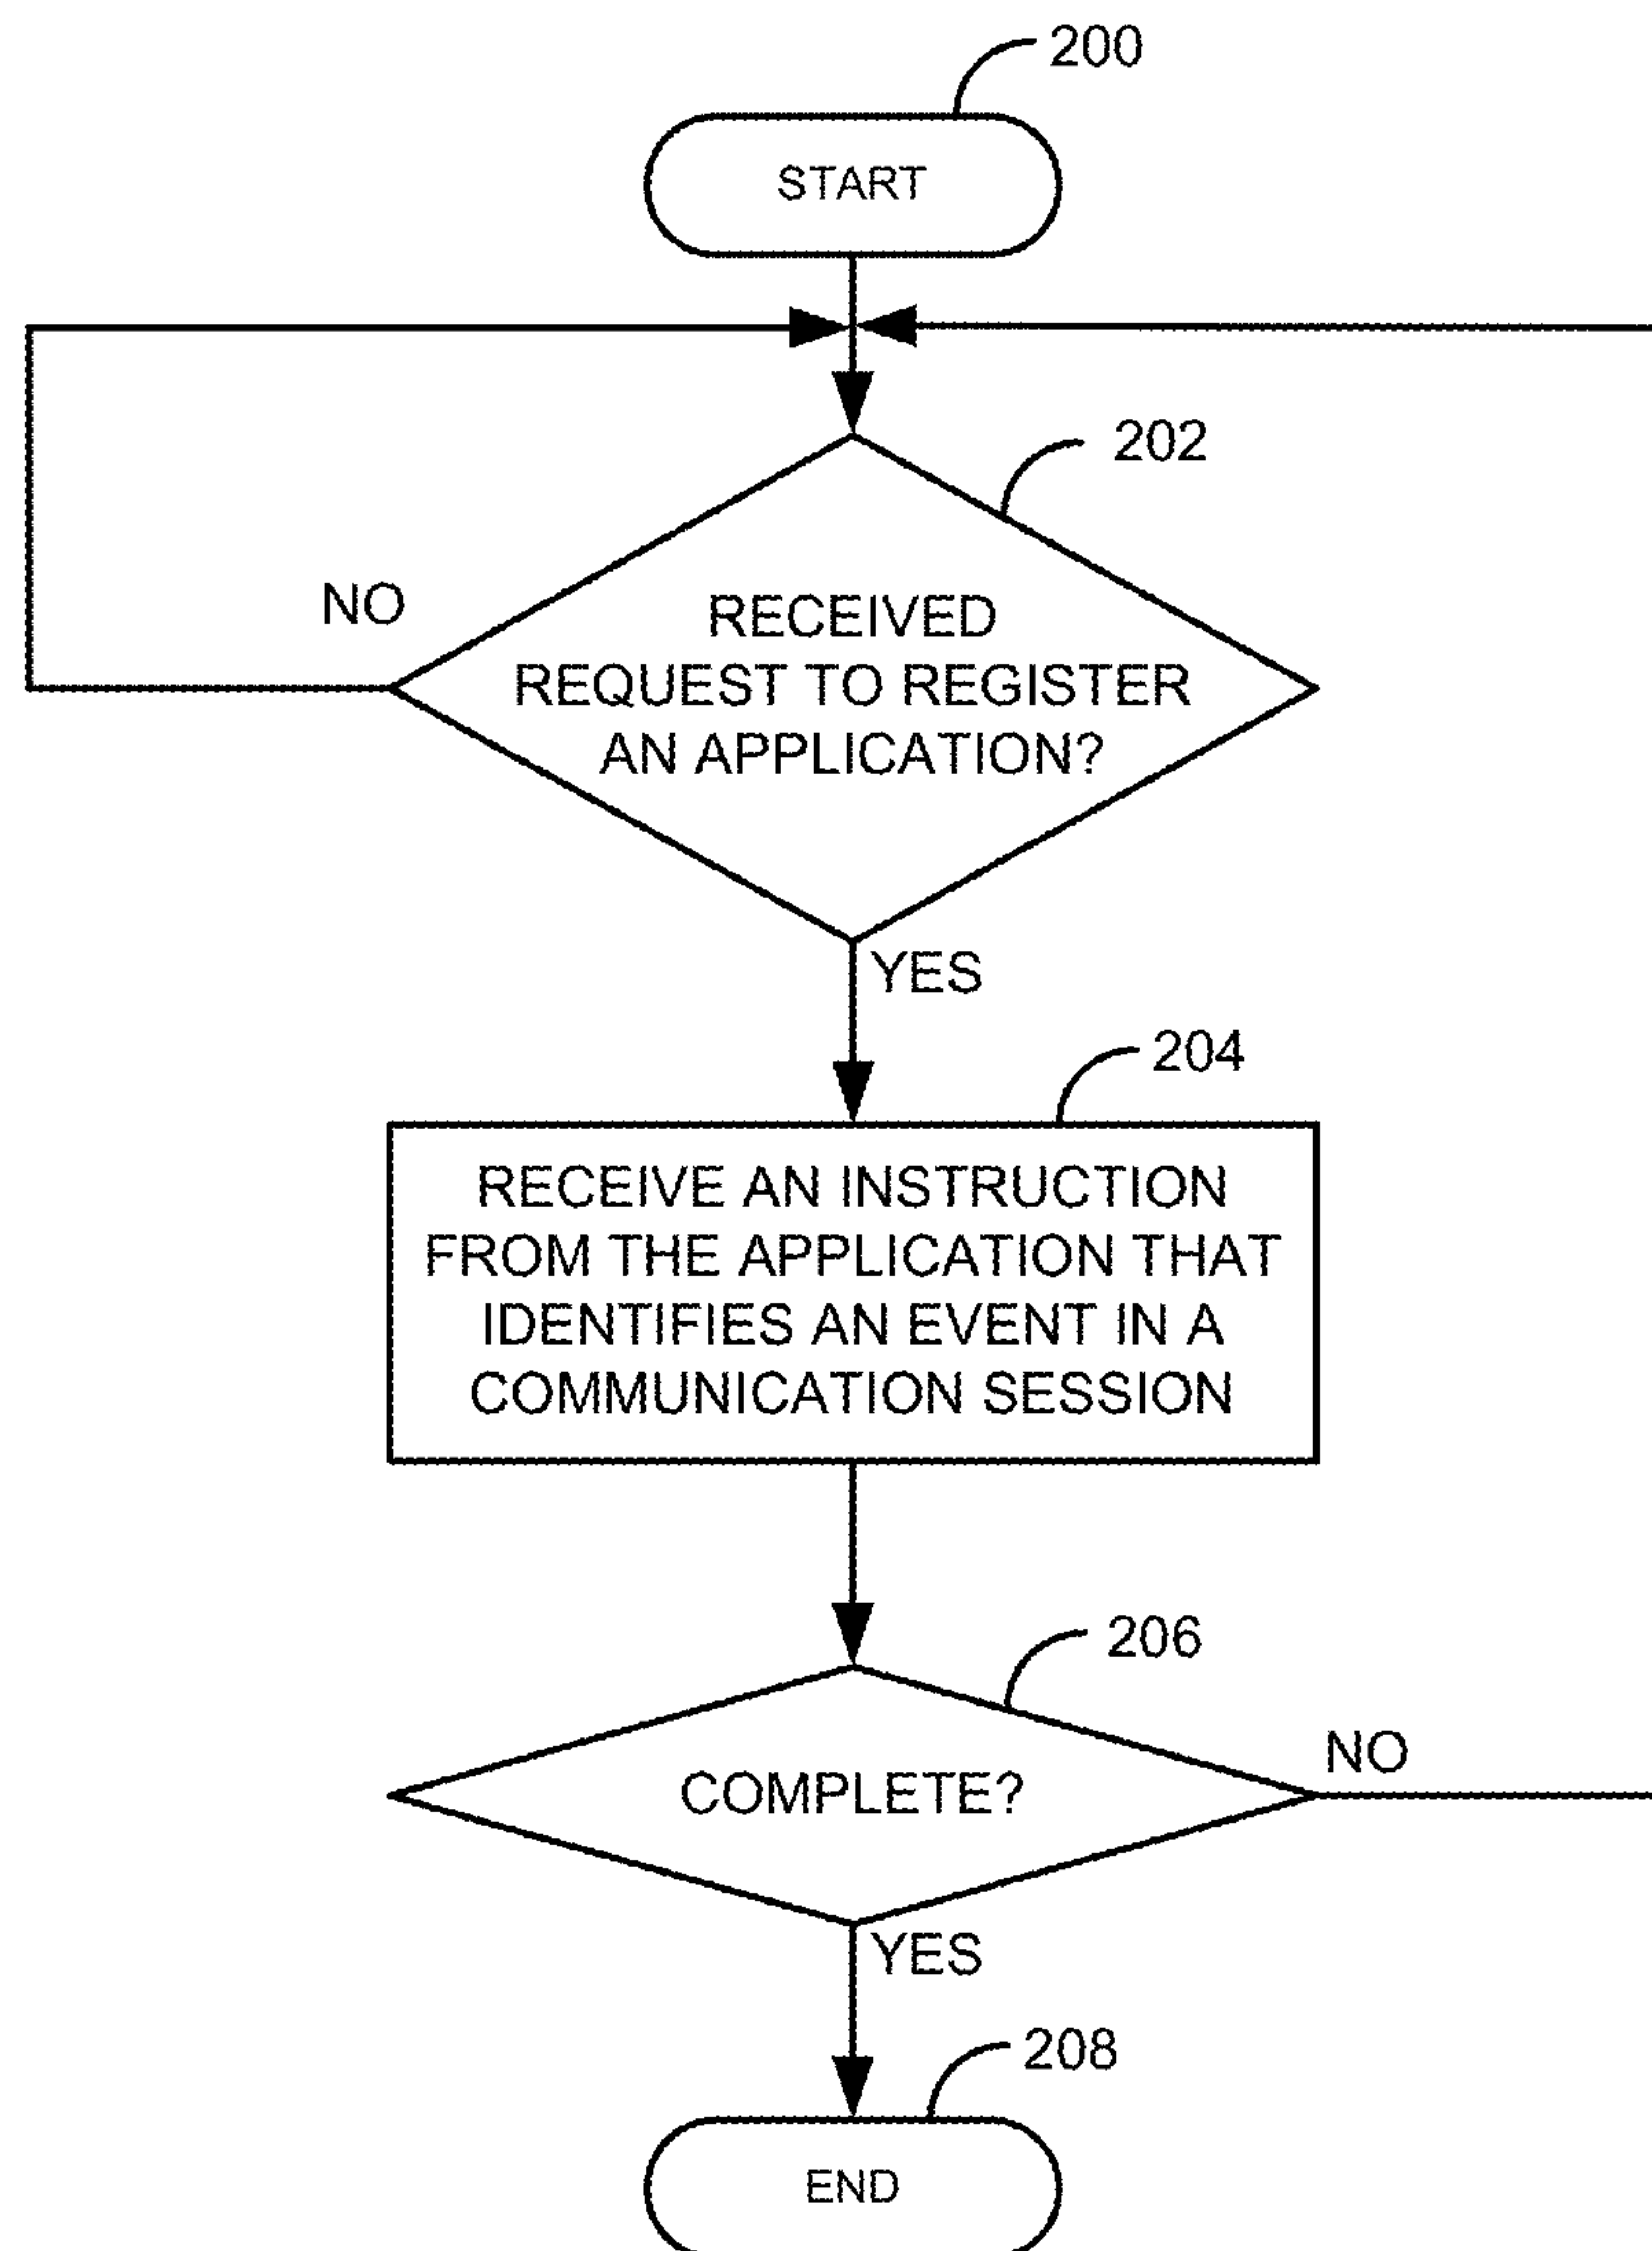 200
START
202
NO
RECEIVED
REQUEST TO REGISTER
AN APPLICATION?
YES
204
RECEIVE AN INSTRUCTION
FROM THE APPLICATION THAT
IDENTIFIES AN EVENT IN A
COMMUNICATION SESSION
206
NO
COMPLETE?
YES
208
END